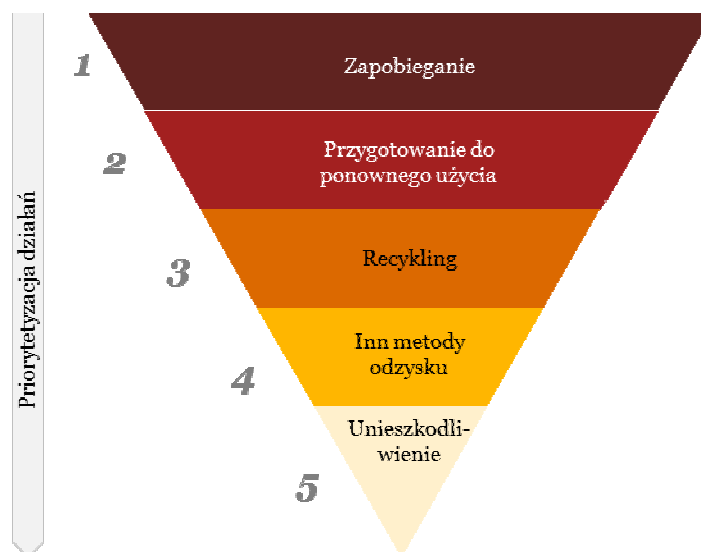 Priorytetyzacja działań
1
Zapobieganie
2
Przygotowanie do
ponownego użycia
3
Recykling
4
Inn metody
odzysku
5
Unieszkodli-
wienie